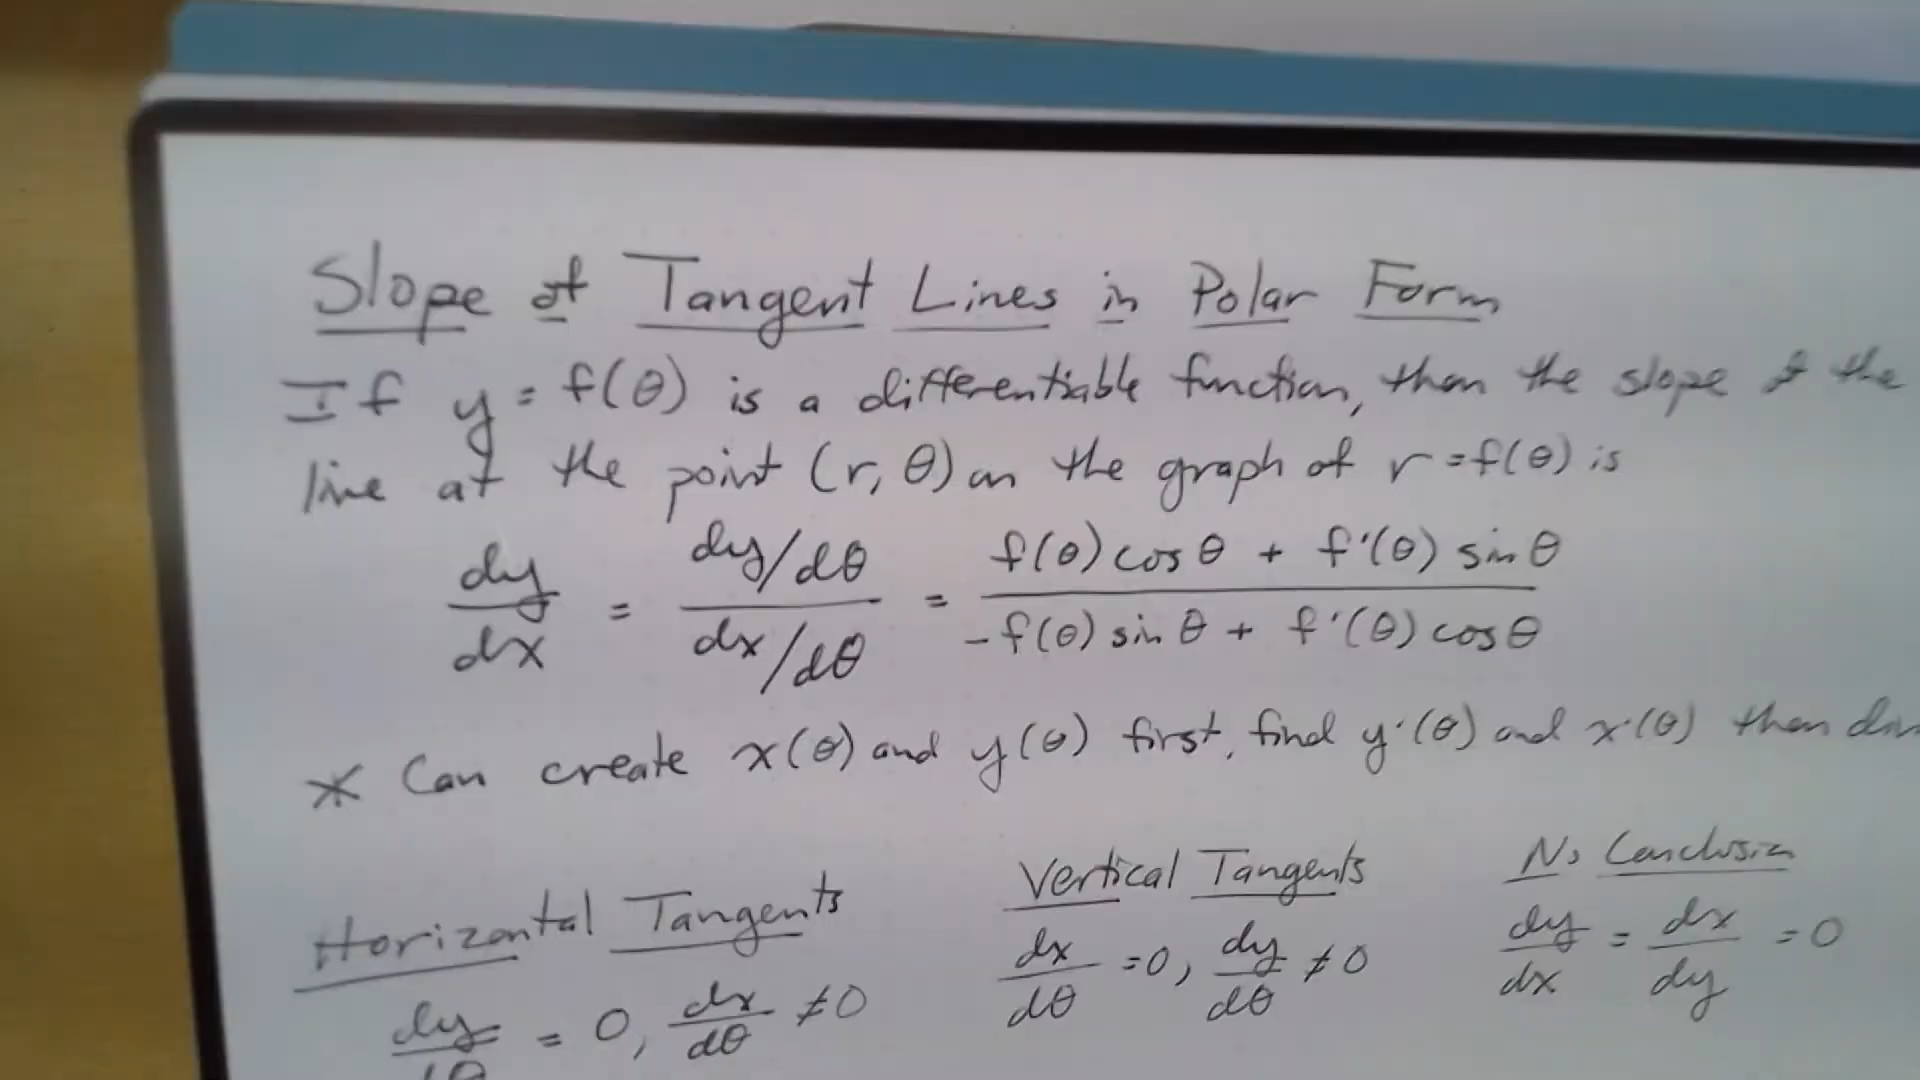 Slope of Tangent Lines in Polar Form
If y = f(θ) is a differentiable function, then the slope of the
line at the point (r, θ) on the graph of r = f(θ) is
dy/dx = (dy/dθ)/(dx/dθ) = (f(θ) cos θ + f'(θ) sin θ)/(-f(θ) sin θ + f'(θ) cos θ)
* Can create x(θ) and y(θ) first, find y'(θ) and x'(θ) then
Horizontal Tangents
dy/dθ = 0, dx/dθ ≠ 0
Vertical Tangents
dx/dθ = 0, dy/dθ ≠ 0
No Conclusion
dy/dx = dx/dy = 0